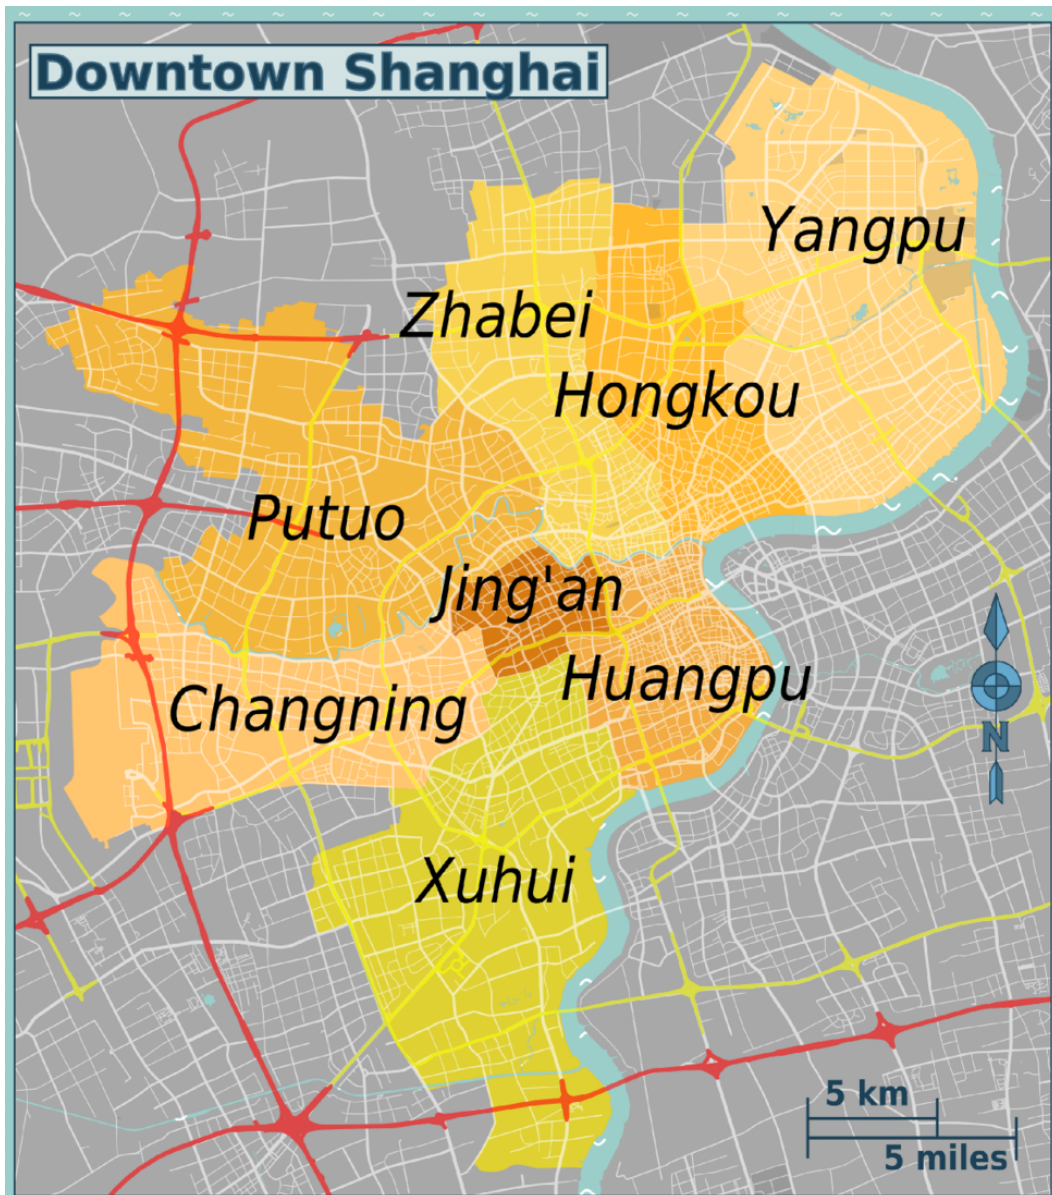 Downtown Shanghai
Yangpu
Zhabei
Hongkou
Putuo
Jing'an
Huangpu
Changning
Xuhui
N
5 km
5 miles